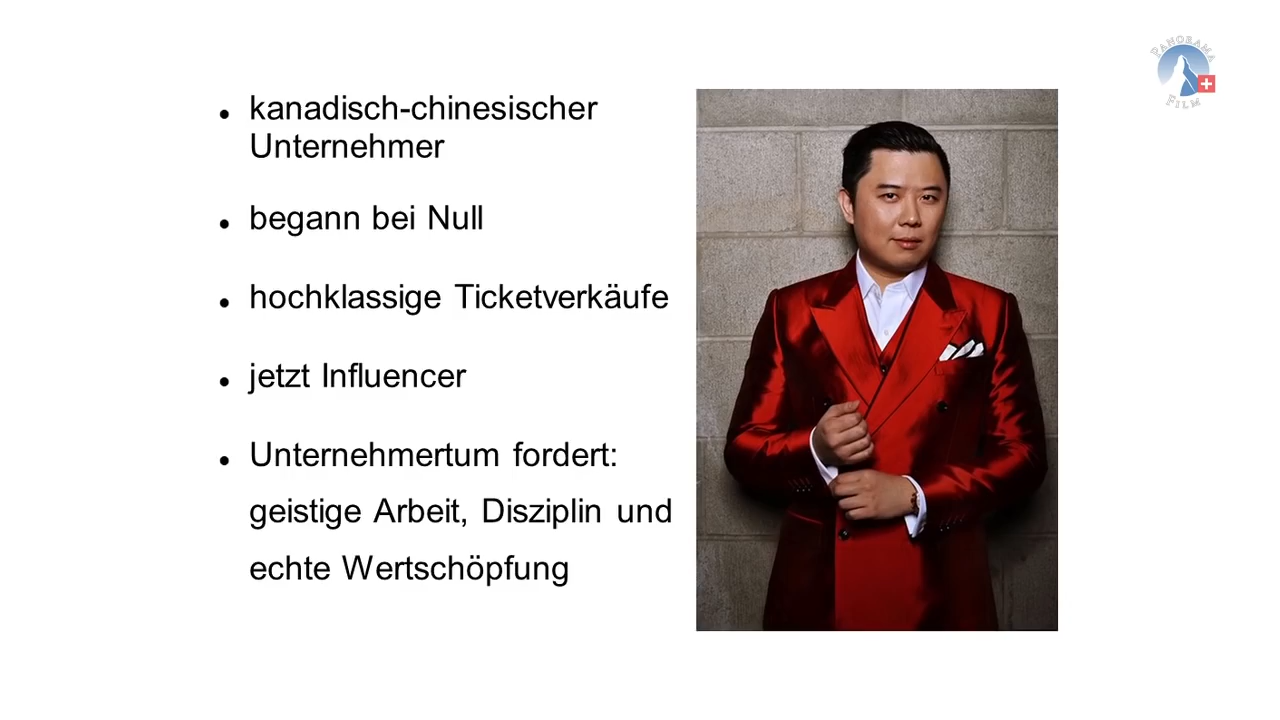 kanadisch-chinesischer
Unternehmer
begann bei Null
hochklassige Ticketverkäufe
jetzt Influencer
Unternehmertum fordert:
geistige Arbeit, Disziplin und
echte Wertschöpfung
PANORAMA
FILM